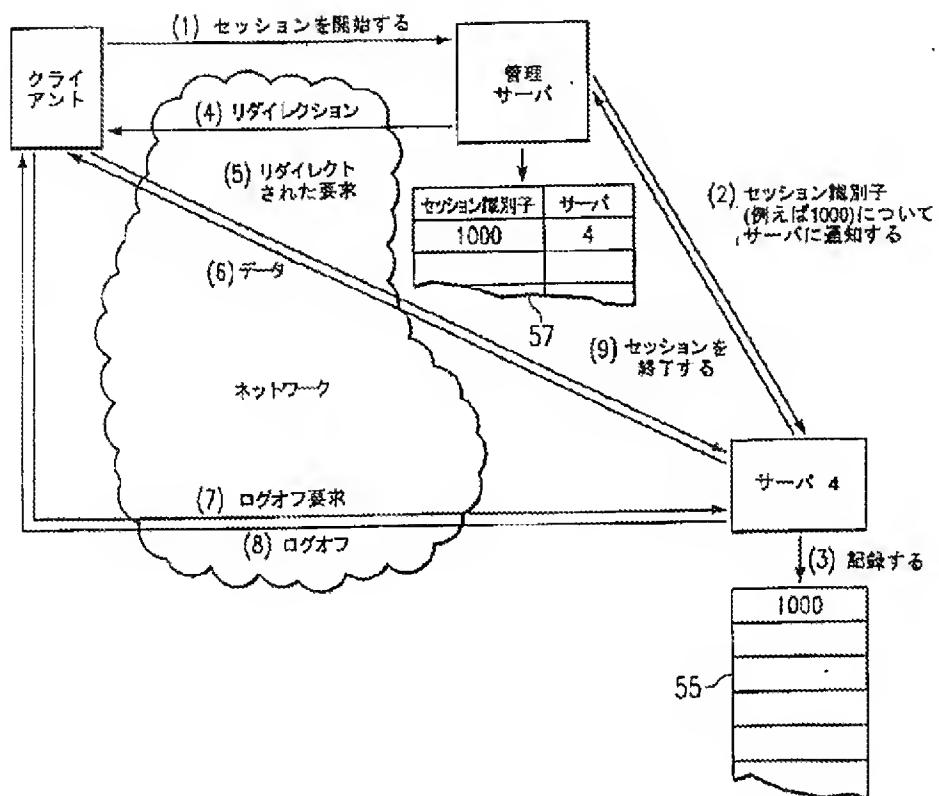 (1) セッションを開始する
クライ
アント
管理
サーバ
(4) リダイレクション
(5) リダイレクト
された要求
(2) セッション識別子
(例えば1000)について
サーバに通知する
セッション識別子 サーバ
1000 4
(6) データ
57
(9) セッションを
終了する
ネットワーク
サーバ 4
(7) ログオフ要求
(8) ログオフ
(3) 記録する
1000
55